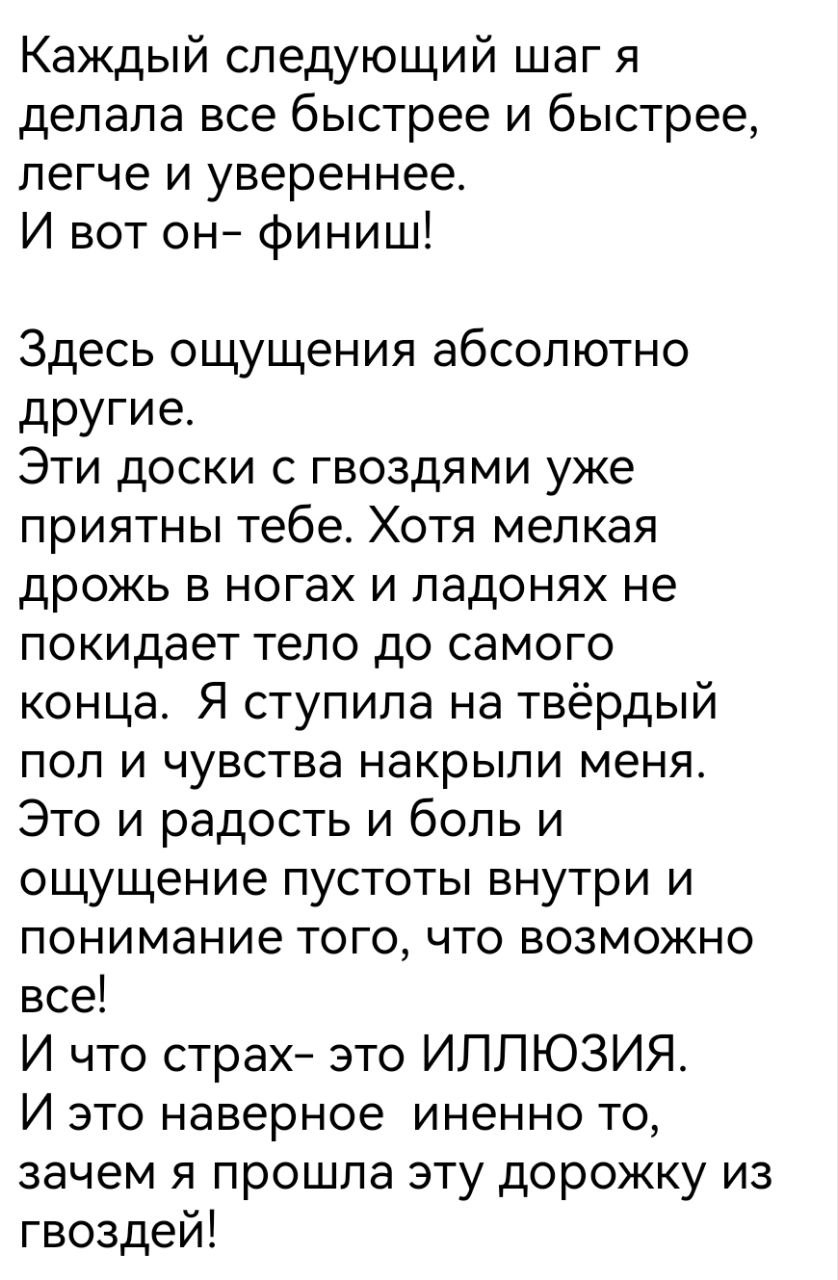 Каждый следующий шаг я
делала все быстрее и быстрее,
легче и увереннее.
И вот он- финиш!
Здесь ощущения абсолютно
другие.
Эти доски с гвоздями уже
приятны тебе. Хотя мелкая
дрожь в ногах и ладонях не
покидает тело до самого
конца.  Я ступила на твёрдый
пол и чувства накрыли меня.
Это и радость и боль и
ощущение пустоты внутри и
понимание того, что возможно
все!
И что страх- это ИЛЛЮЗИЯ.
И это наверное  иненно то,
зачем я прошла эту дорожку из
гвоздей!